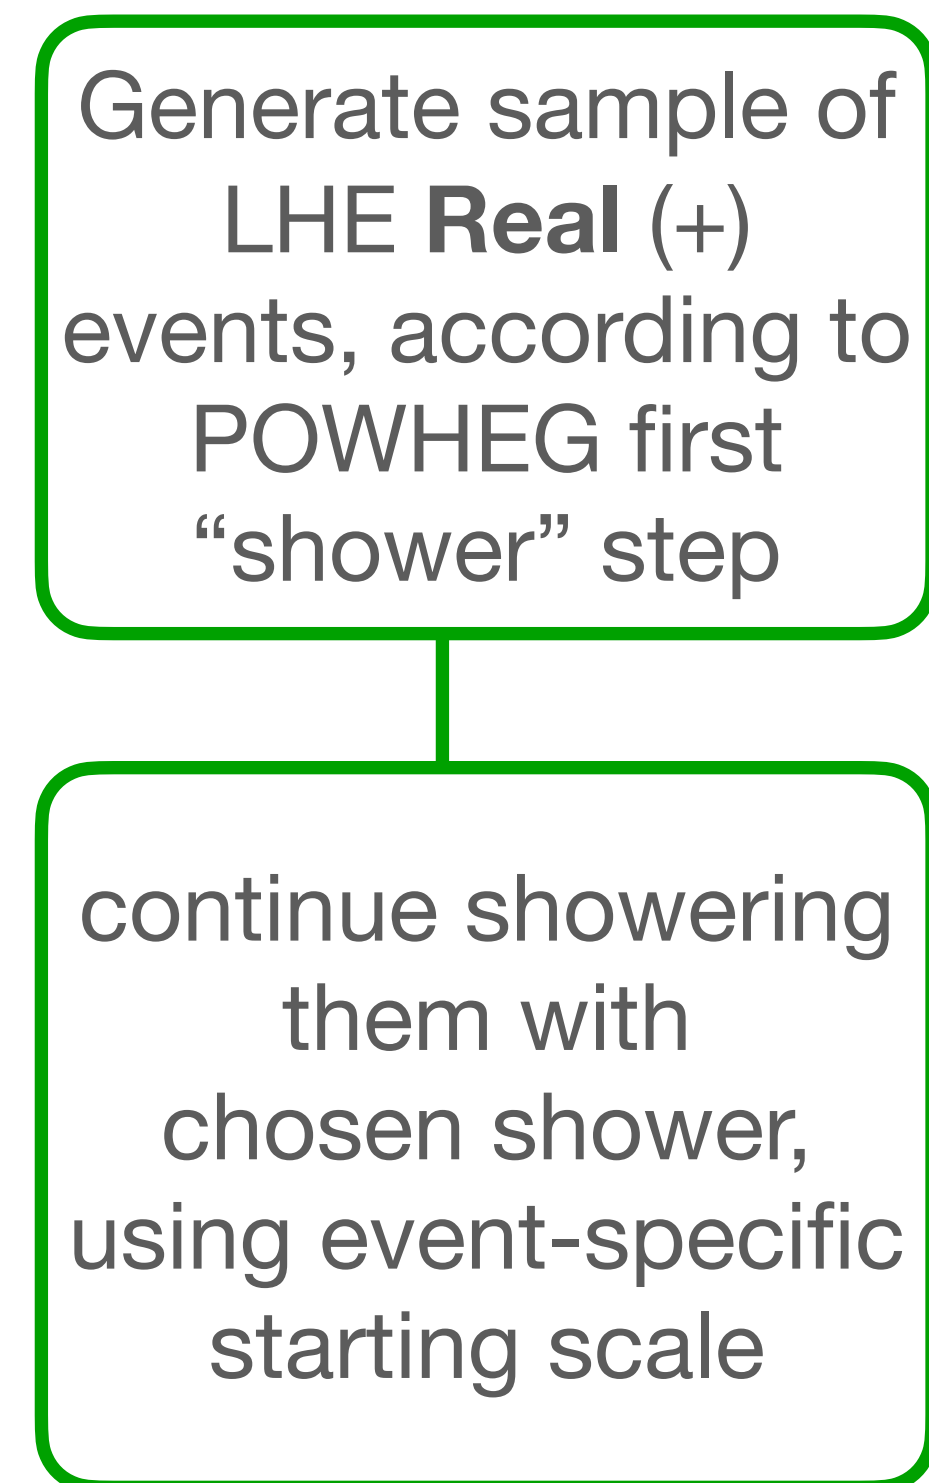 Generate sample of
LHE Real (+)
events, according to
POWHEG first
“shower” step
continue showering
them with
chosen shower,
using event-specific
starting scale